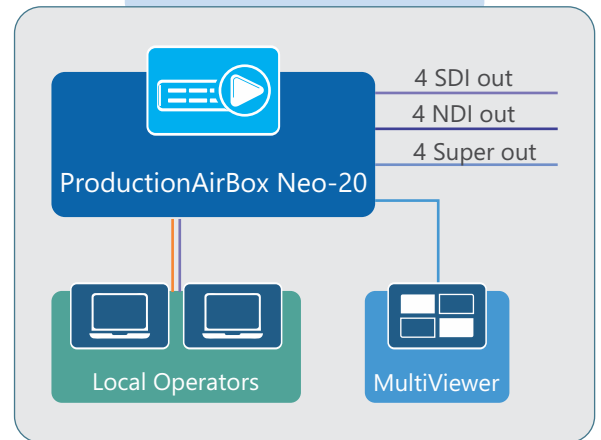 4 SDI out
4 NDI out
4 Super out
ProductionAirBox Neo-20
Local Operators
MultiViewer